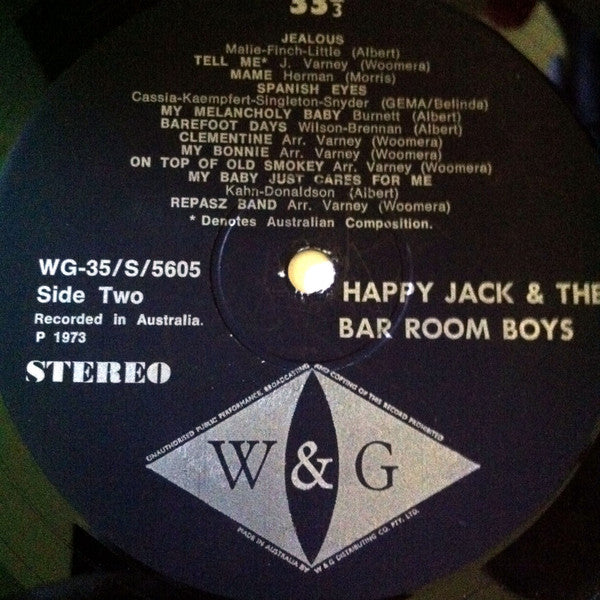 33⅓
JEALOUS
Malie-Finch-Little (Albert)
TELL ME* J. Varney (Woomera)
MAME Herman (Morris)
SPANISH EYES
Cassia-Kaempfert-Singleton-Snyder (GEMA/Belinda)
MY MELANCHOLY BABY Burnett (Albert)
BAREFOOT DAYS Wilson-Brennan (Albert)
CLEMENTINE Arr. Varney (Woomera)
MY BONNIE Arr. Varney (Woomera)
ON TOP OF OLD SMOKEY Arr. Varney (Woomera)
MY BABY JUST CARES FOR ME
Kahn-Donaldson (Albert)
REPASZ BAND Arr. Varney (Woomera)
* Denotes Australian Composition.
WG-35/S/5605
Side Two
Recorded in Australia.
P 1973
STEREO
HAPPY JACK & THE
BAR ROOM BOYS
UNAUTHORISED PUBLIC PERFORMANCE, BROADCASTING AND COPYING OF THIS RECORD PROHIBITED
W & G
MADE IN AUSTRALIA BY W & G DISTRIBUTING CO. PTY. LTD.